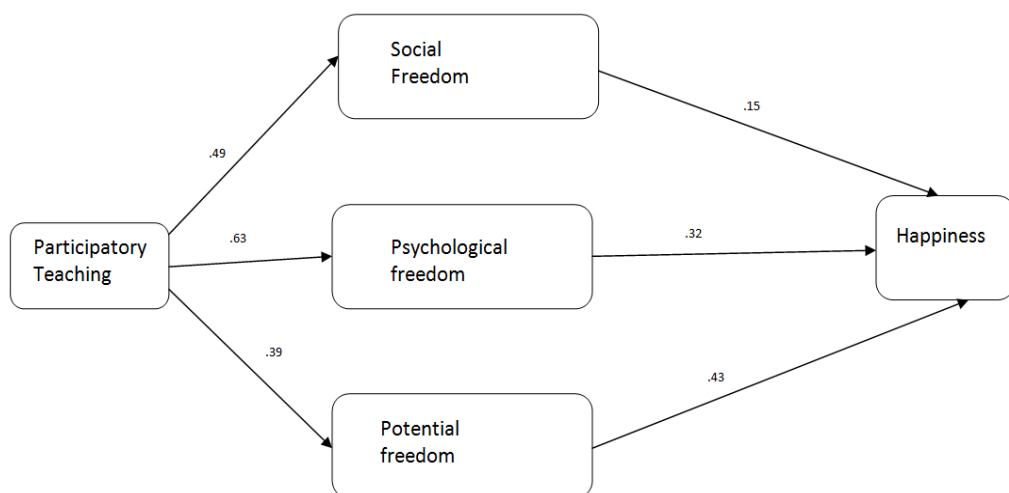 Social
Freedom
.15
.49
Participatory
Teaching
.63
Psychological
freedom
.32
Happiness
.39
.43
Potential
freedom